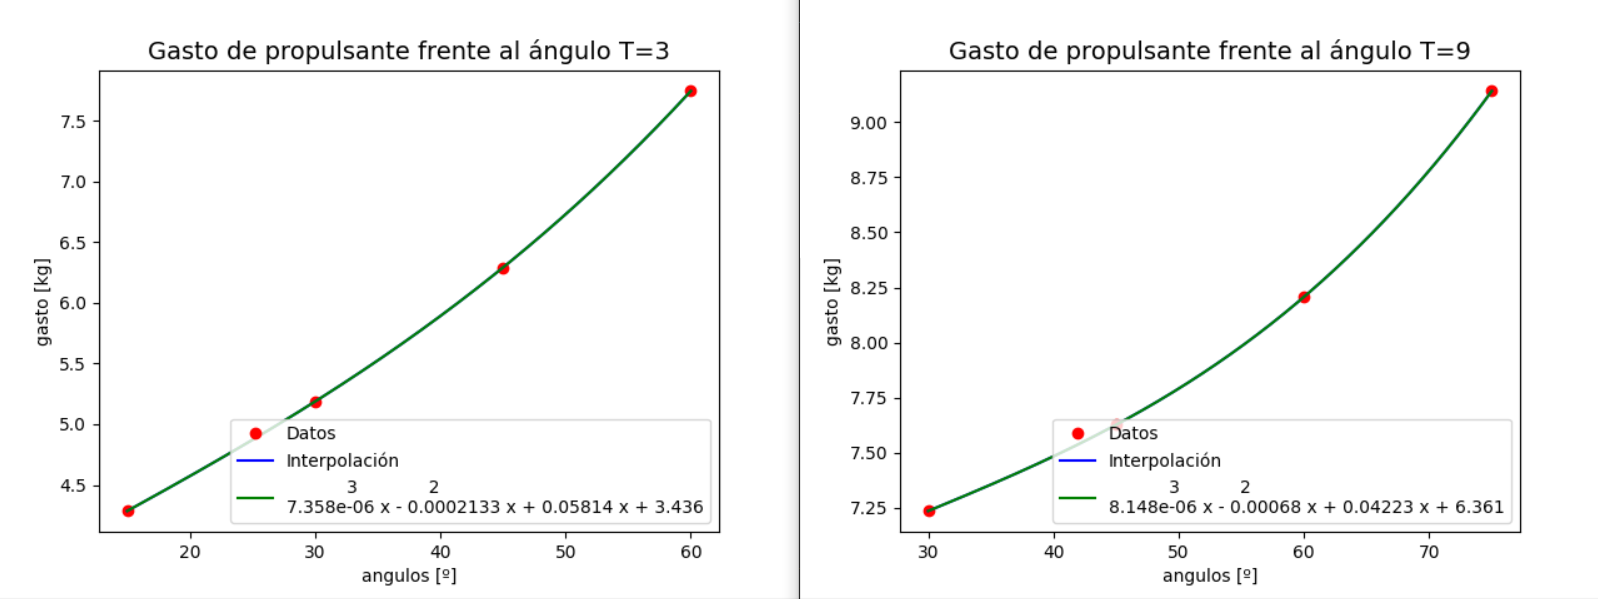 Gasto de propulsante frente al ángulo T=3
7.5
7.0
6.5
6.0
5.5
5.0
4.5
gasto [kg]
Datos
Interpolación
3 2
7.358e-06 x - 0.0002133 x + 0.05814 x + 3.436
20 30 40 50 60
angulos [º]
Gasto de propulsante frente al ángulo T=9
9.00
8.75
8.50
8.25
8.00
7.75
7.50
7.25
gasto [kg]
Datos
Interpolación
3 2
8.148e-06 x - 0.00068 x + 0.04223 x + 6.361
30 40 50 60 70
angulos [º]